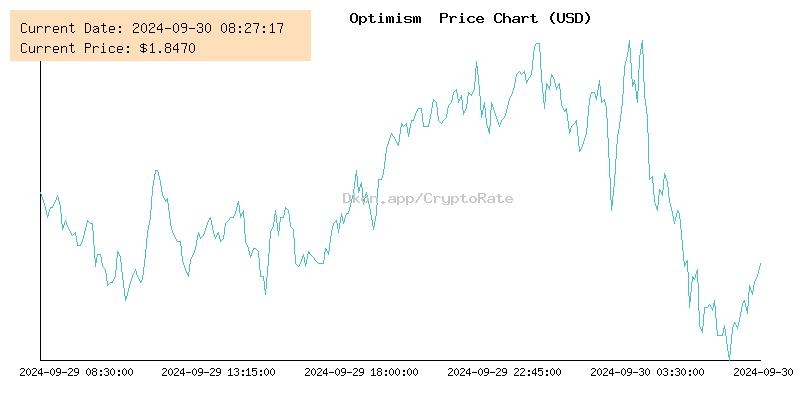 Optimism  Price Chart (USD)
Current Date: 2024-09-30 08:27:17
Current Price: $1.8470
Dken.app/CryptoRate
2024-09-29 08:30:00 2024-09-29 13:15:00 2024-09-29 18:00:00 2024-09-29 22:45:00 2024-09-30 03:30:00 2024-09-30